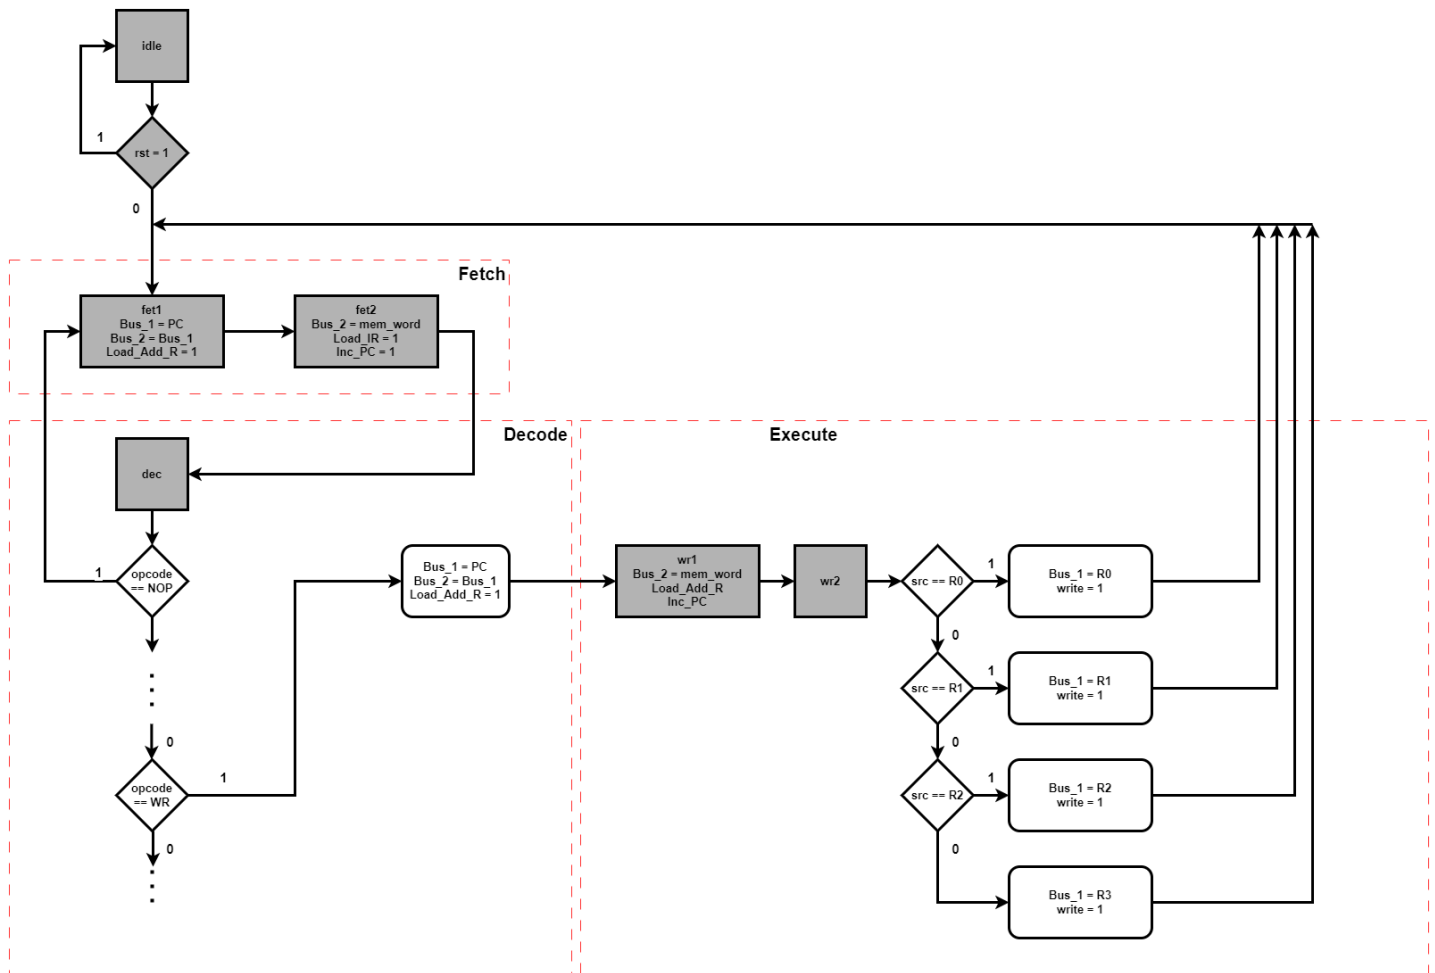 idle
1
rst = 1
0
Fetch
fet1
Bus_1 = PC
Bus_2 = Bus_1
Load_Add_R = 1
fet2
Bus_2 = mem_word
Load_IR = 1
Inc_PC = 1
Decode
Execute
dec
1
opcode
== NOP
Bus_1 = PC
Bus_2 = Bus_1
Load_Add_R = 1
wr1
Bus_2 = mem_word
Load_Add_R
Inc_PC
wr2
src == R0
1
Bus_1 = R0
write = 1
0
src == R1
1
Bus_1 = R1
write = 1
0
0
opcode
== WR
1
src == R2
1
Bus_1 = R2
write = 1
0
0
Bus_1 = R3
write = 1